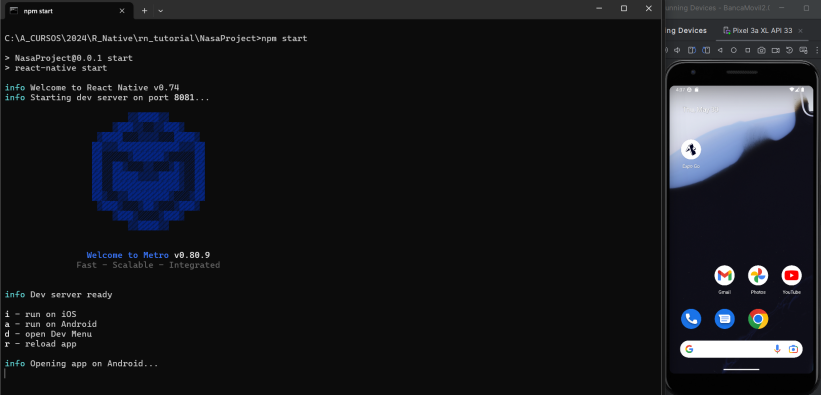 npm start
C:\A_CURSOS\2024\R_Native\rn_tutorial\NasaProject>npm start
> NasaProject@0.0.1 start
> react-native start
info Welcome to React Native v0.74
info Starting dev server on port 8081...
Welcome to Metro v0.80.9
Fast - Scalable - Integrated
info Dev server ready
i - run on iOS
a - run on Android
d - open Dev Menu
r - reload app
info Opening app on Android...
unning Devices - BancaMovil2.l
ing Devices
Pixel 3a XL API 33
Gmail
Photos
YouTube